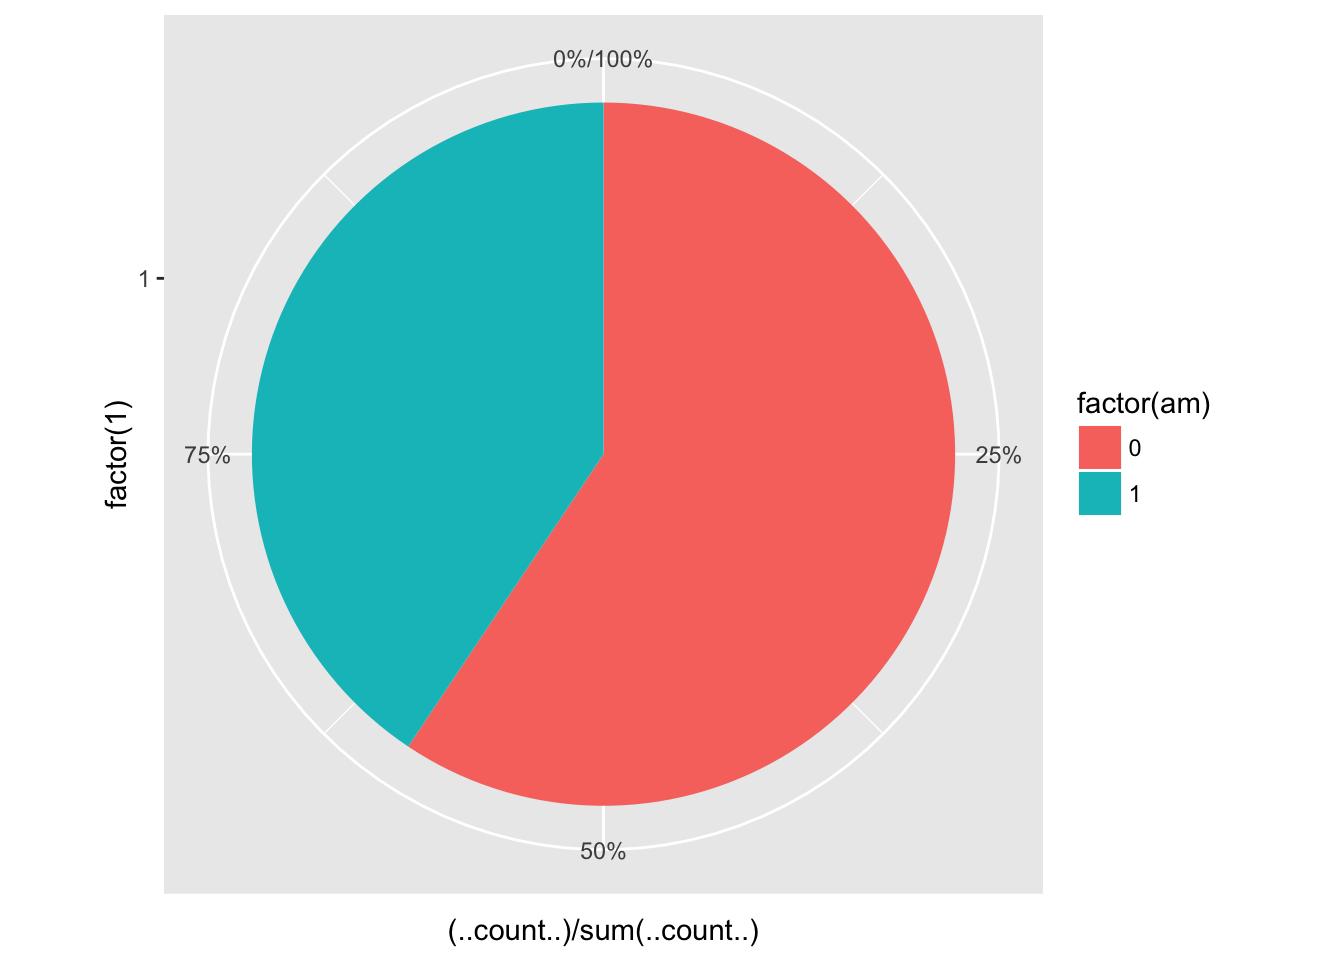 0%/100%
1
factor(1)
75%
25%
50%
(..count..)/sum(..count..)
factor(am)
0
1